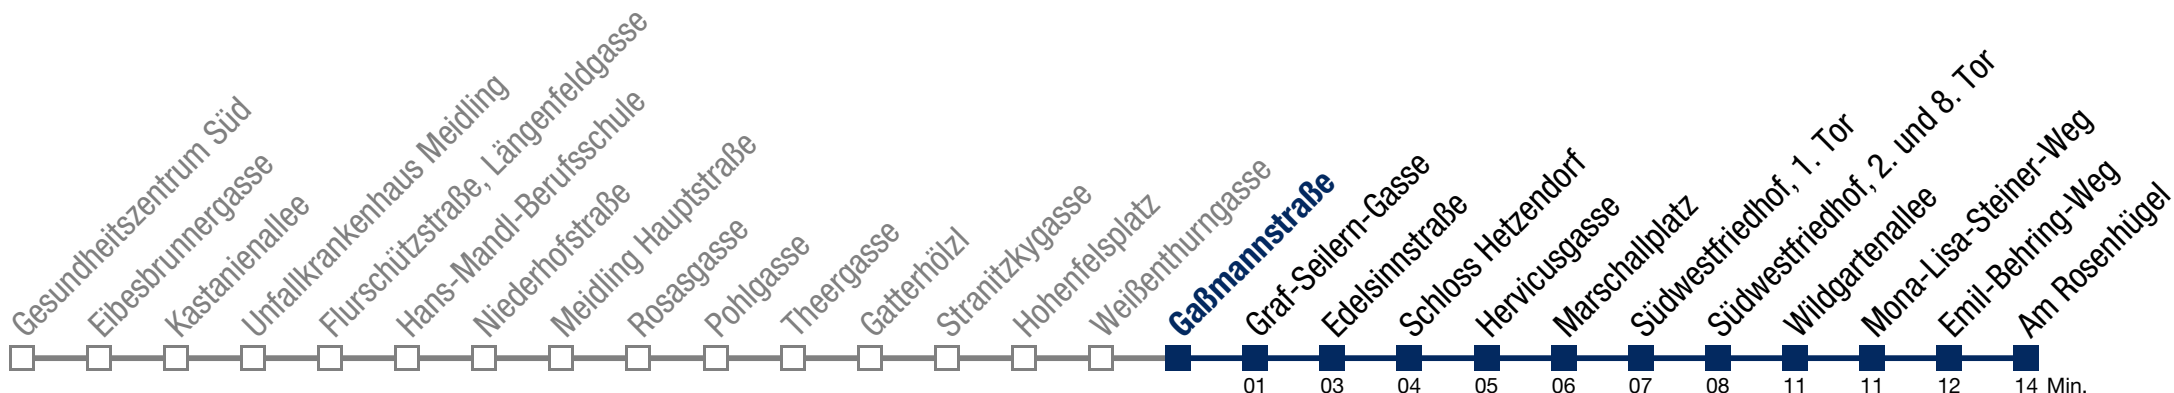 Gesundheitszentrum Süd
Eibesbrunnergasse
Kastanienallee
Unfallkrankenhaus Meidling
Flurschützstraße, Längenfeldgasse
Hans-Mandl-Berufsschule
Niederhofstraße
Meidling Hauptstraße
Rosasgasse
Pohlgasse
Theergasse
Gatterhölzl
Stranitzkygasse
Hohenfelsplatz
Weißenthurngasse
Gaßmannstraße
Graf-Seilern-Gasse
Edelsinnstraße
Schloss Hetzendorf
Hervicusgasse
Marschallplatz
Südwestfriedhof, 1. Tor
Südwestfriedhof, 2. und 8. Tor
Wildgartenallee
Mona-Lisa-Steiner-Weg
Emil-Behring-Weg
Am Rosenhügel
01 03 04 05 06 07 08 11 11 12 14 Min.